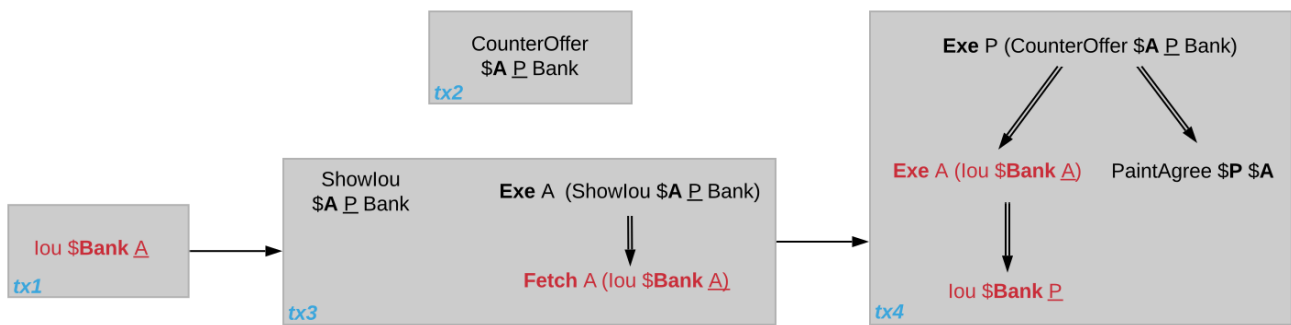 CounterOffer
$A P Bank
tx2
Exe P (CounterOffer $A P Bank)
Exe A (Iou $Bank A)
PaintAgree $P $A
Iou $Bank P
tx4
ShowIou
$A P Bank
Exe A (ShowIou $A P Bank)
Fetch A (Iou $Bank A)
tx3
Iou $Bank A
tx1